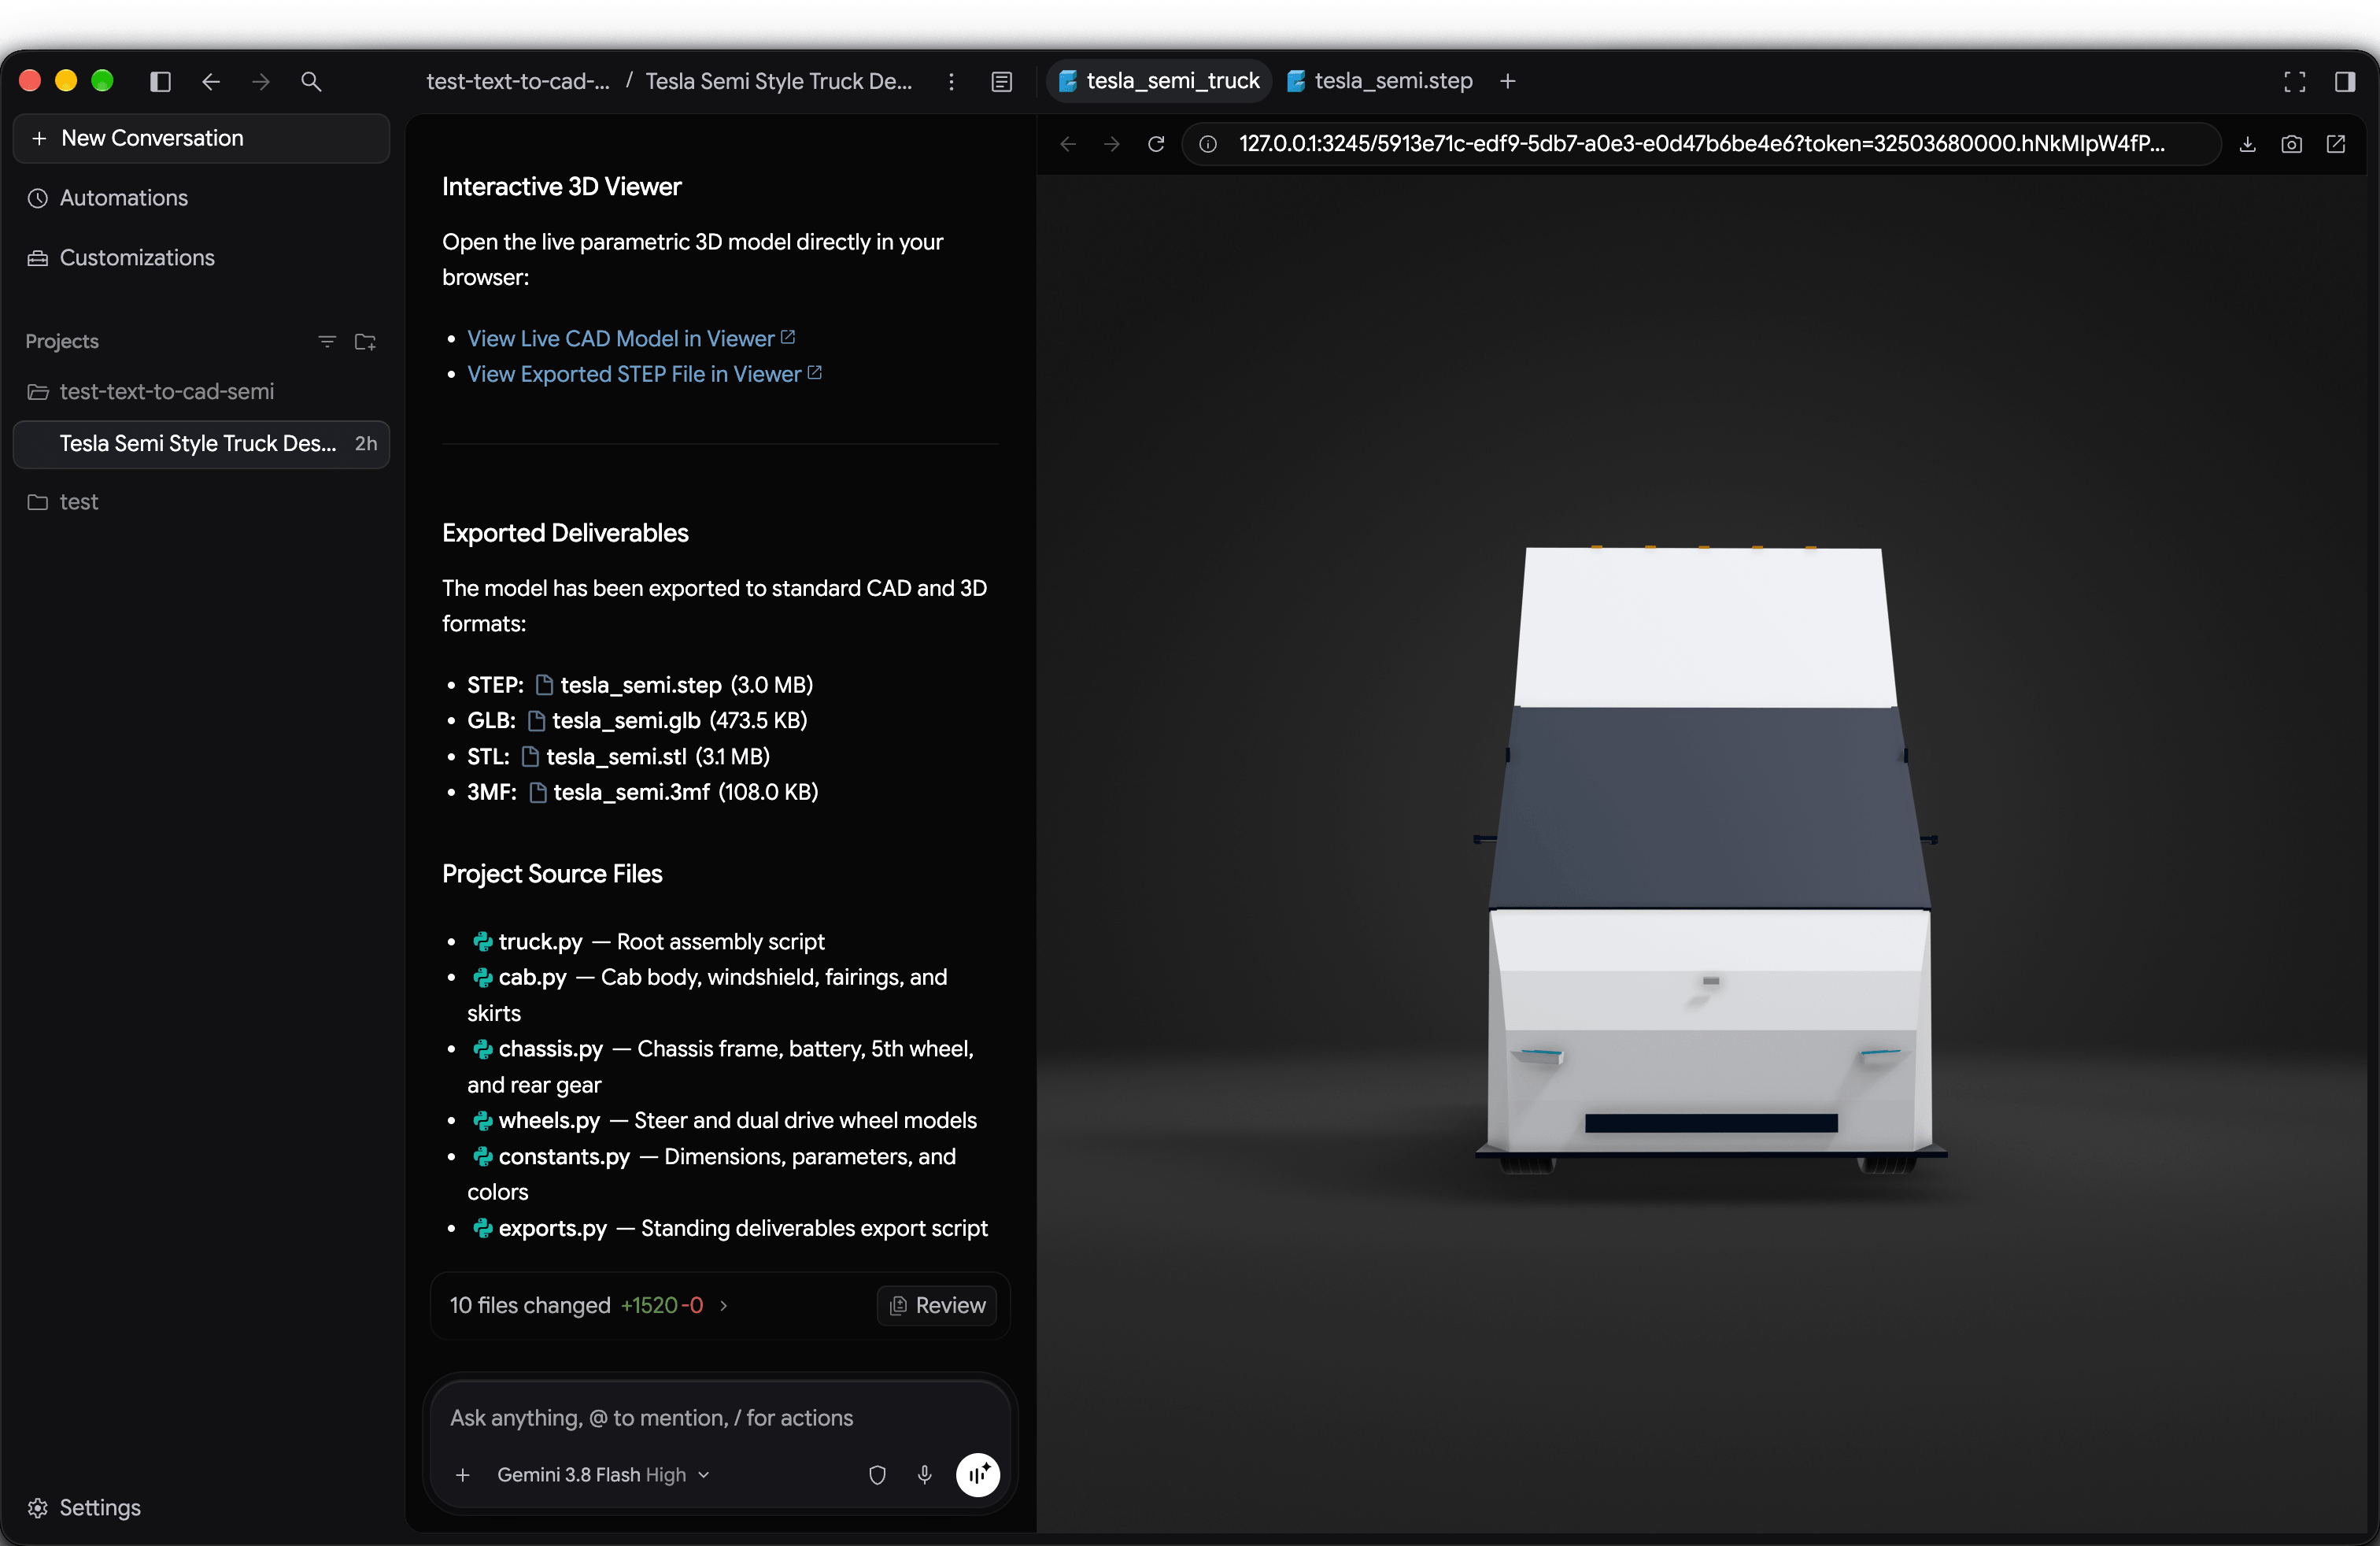 test-text-to-cad-... / Tesla Semi Style Truck De...
tesla_semi_truck
tesla_semi.step
New Conversation
Automations
Customizations
Projects
test-text-to-cad-semi
Tesla Semi Style Truck Des... 2h
test
Settings
Interactive 3D Viewer
Open the live parametric 3D model directly in your
browser:
• View Live CAD Model in Viewer
• View Exported STEP File in Viewer
Exported Deliverables
The model has been exported to standard CAD and 3D
formats:
• STEP: tesla_semi.step (3.0 MB)
• GLB: tesla_semi.glb (473.5 KB)
• STL: tesla_semi.stl (3.1 MB)
• 3MF: tesla_semi.3mf (108.0 KB)
Project Source Files
• truck.py — Root assembly script
• cab.py — Cab body, windshield, fairings, and
skirts
• chassis.py — Chassis frame, battery, 5th wheel,
and rear gear
• wheels.py — Steer and dual drive wheel models
• constants.py — Dimensions, parameters, and
colors
• exports.py — Standing deliverables export script
10 files changed +1520 -0
Review
Ask anything, @ to mention, / for actions
Gemini 3.8 Flash High
127.0.0.1:3245/5913e71c-edf9-5db7-a0e3-e0d47b6be4e6?token=32503680000.hNkMIpW4fP...